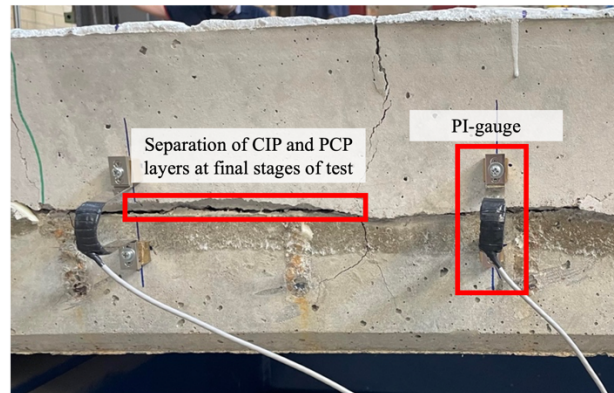 Separation of CIP and PCP
layers at final stages of test
PI-gauge